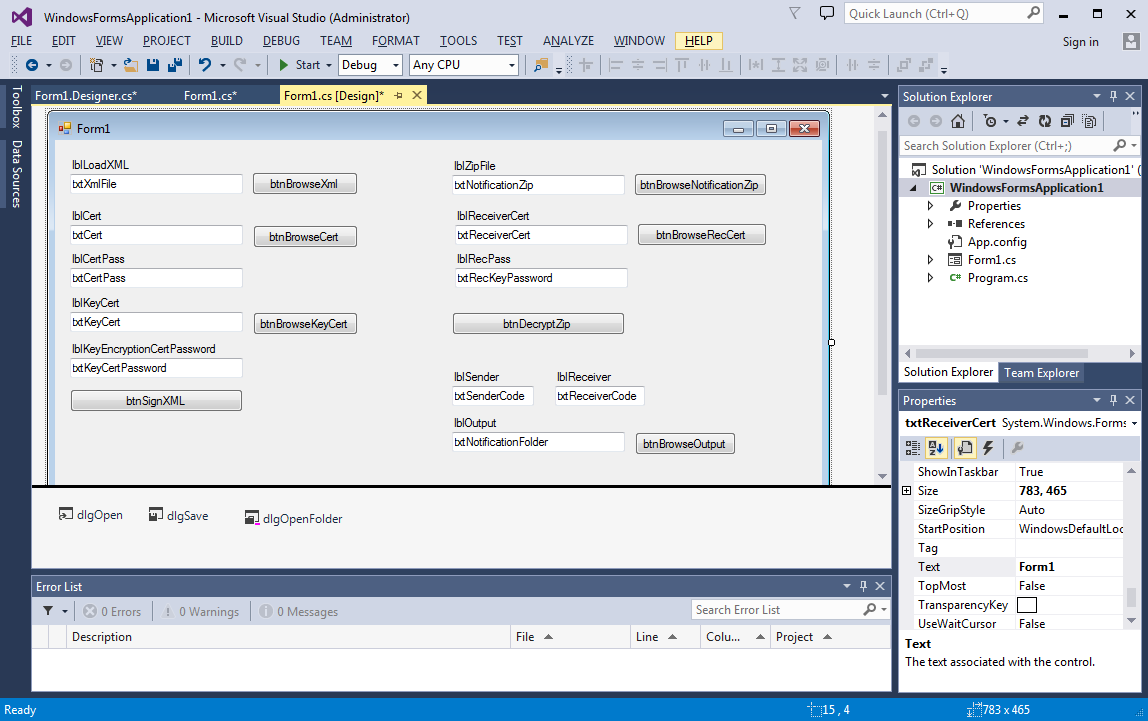 WindowsFormsApplication1 - Microsoft Visual Studio (Administrator)
Quick Launch (Ctrl+Q)
FILE EDIT VIEW PROJECT BUILD DEBUG TEAM FORMAT TOOLS TEST ANALYZE WINDOW HELP
Sign in
Start Debug Any CPU
Toolbox
Data Sources
Form1.Designer.cs* Form1.cs* Form1.cs [Design]*
Form1
lblLoadXML
txtXmlFile btnBrowseXml
lblCert
txtCert btnBrowseCert
lblCertPass
txtCertPass
lblKeyCert
txtKeyCert btnBrowseKeyCert
lblKeyEncryptionCertPassword
txtKeyCertPassword
btnSignXML
lblZipFile
txtNotificationZip btnBrowseNotificationZip
lblReceiverCert
txtReceiverCert btnBrowseRecCert
lblRecPass
txtRecKeyPassword
btnDecryptZip
lblSender lblReceiver
txtSenderCode txtReceiverCode
lblOutput
txtNotificationFolder btnBrowseOutput
dlgOpen dlgSave dlgOpenFolder
Error List
0 Errors 0 Warnings 0 Messages
Search Error List
Description File Line Colu... Project
Solution Explorer
Search Solution Explorer (Ctrl+;)
Solution 'WindowsFormsApplication1' (
C# WindowsFormsApplication1
Properties
References
App.config
Form1.cs
C# Program.cs
Solution Explorer Team Explorer
Properties
txtReceiverCert System.Windows.Forms
ShowInTaskbar True
Size 783, 465
SizeGripStyle Auto
StartPosition WindowsDefaultLoc
Tag
Text Form1
TopMost False
TransparencyKey
UseWaitCursor False
Text
The text associated with the control.
Ready
15 , 4
783 x 465